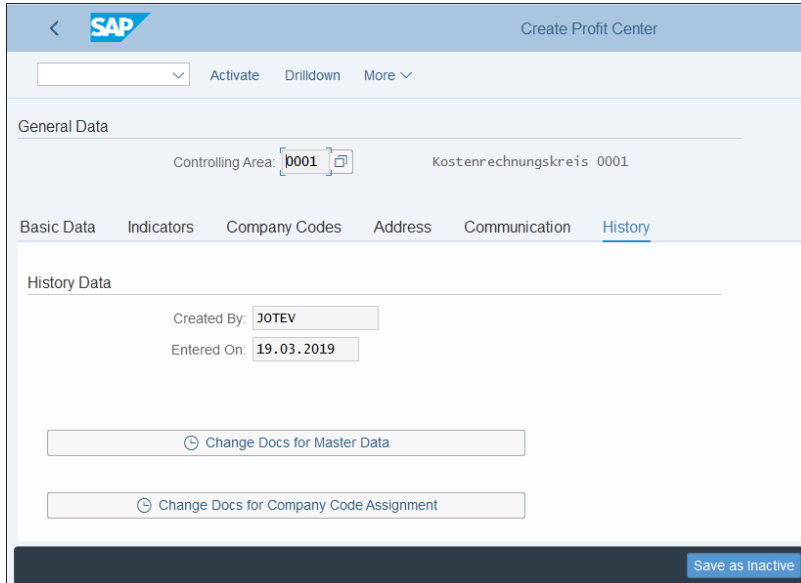 SAP Create Profit Center
Activate Drilldown More
General Data
Controlling Area: 0001 Kostenrechnungskreis 0001
Basic Data Indicators Company Codes Address Communication History
History Data
Created By: JOTEV
Entered On: 19.03.2019
Change Docs for Master Data
Change Docs for Company Code Assignment
Save as Inactive